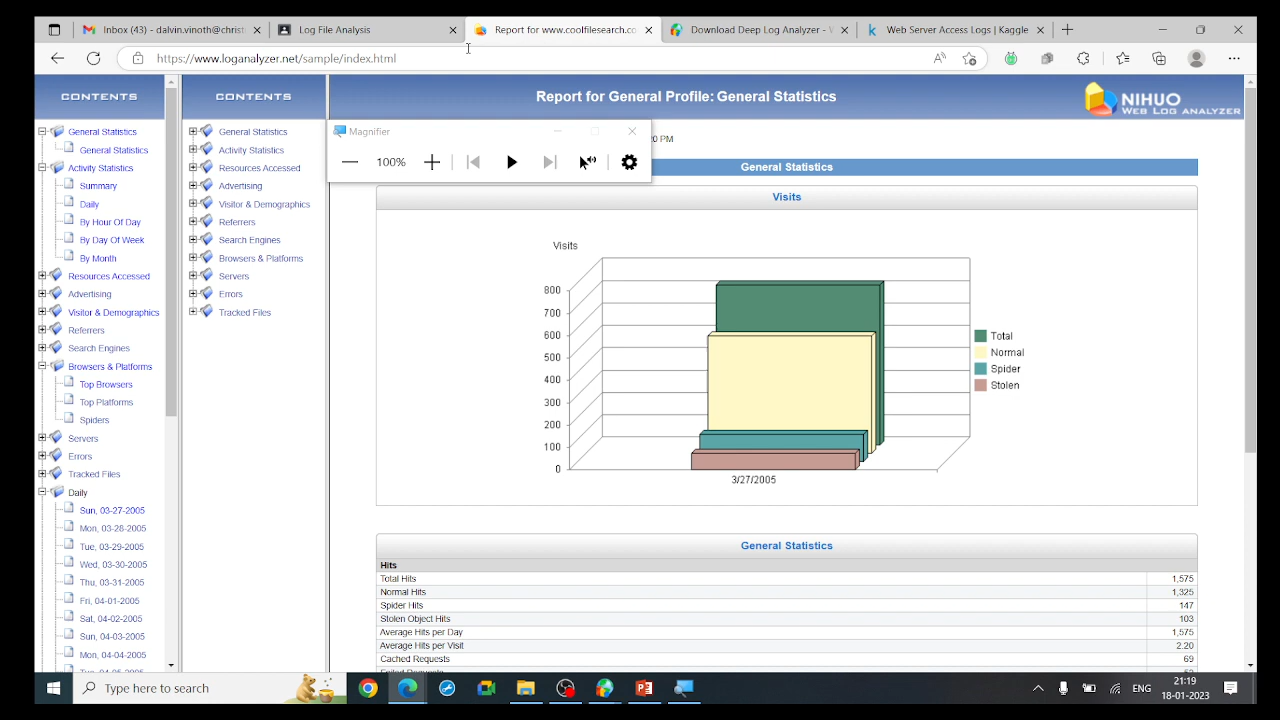 Inbox (43) - dalvin.vinoth@christ
Log File Analysis
Report for www.coolfilesearch.co
Download Deep Log Analyzer - W
Web Server Access Logs | Kaggle
https://www.loganalyzer.net/sample/index.html
CONTENTS
General Statistics
General Statistics
Activity Statistics
Summary
Daily
By Hour Of Day
By Day Of Week
By Month
Resources Accessed
Advertising
Visitor & Demographics
Referrers
Search Engines
Browsers & Platforms
Top Browsers
Top Platforms
Spiders
Servers
Errors
Tracked Files
Daily
Sun, 03-27-2005
Mon, 03-28-2005
Tue, 03-29-2005
Wed, 03-30-2005
Thu, 03-31-2005
Fri, 04-01-2005
Sat, 04-02-2005
Sun, 04-03-2005
Mon, 04-04-2005
CONTENTS
General Statistics
Activity Statistics
Resources Accessed
Advertising
Visitor & Demographics
Referrers
Search Engines
Browsers & Platforms
Servers
Errors
Tracked Files
Report for General Profile: General Statistics
NIHUO
WEB LOG ANALYZER
Magnifier
100%
PM
General Statistics
Visits
Visits
800
700
600
500
400
300
200
100
0
3/27/2005
Total
Normal
Spider
Stolen
General Statistics
Hits
Total Hits 1,575
Normal Hits 1,325
Spider Hits 147
Stolen Object Hits 103
Average Hits per Day 1,575
Average Hits per Visit 2.20
Cached Requests 69
Type here to search
ENG
21:19
18-01-2023